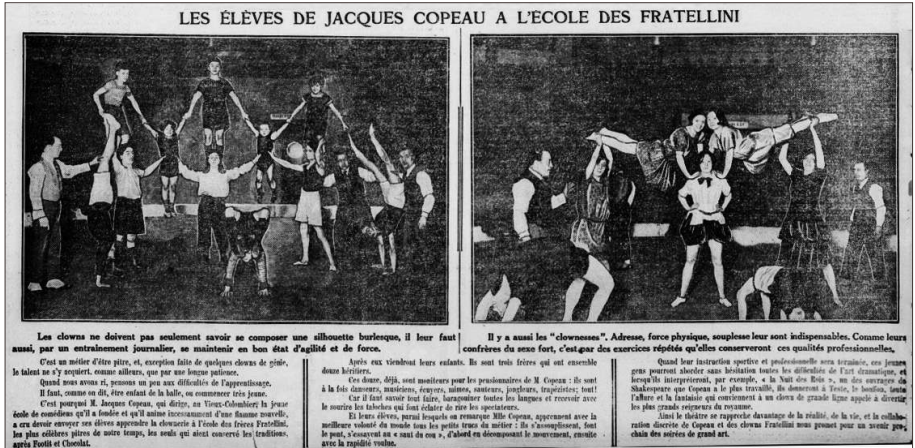 LES ÉLÈVES DE JACQUES COPEAU A L'ÉCOLE DES FRATELLINI
Les clowns ne doivent pas seulement savoir se composer une silhouette burlesque, il leur faut
aussi, par un entrainement journalier, se maintenir en bon état d'agilité et de force.
Il y a aussi les "clownesses". Adresse, force physique, souplesse leur sont indispensables. Comme leurs
confrères du sexe fort, c'est par des exercices répétés qu'elles conserveront ces qualités professionnelles.
C'est un métier d'être pitre, et, exception faite de quelques clowns de génie,
le talent ne s'y acquiert, comme ailleurs, que par une longue patience.
Quand nous avons ri, pensons un peu aux difficultés de l'apprentissage.
Il faut, comme on dit, être enfant de la balle, ou commencer très jeune.
C'est pourquoi M. Jacques Copeau, qui dirige, au Vieux-Colombier, la jeune
école de comédiens qu'il a fondée et qu'il anime incessamment d'une flamme nouvelle,
a cru devoir envoyer ses élèves apprendre la clownerie à l'école des frères Fratellini,
les plus célèbres pitres de notre temps, les seuls qui aient conservé les traditions,
après Footit et Chocolat.
Après eux viendront leurs enfants. Ils sont trois frères qui ont ensemble
douze héritiers.
Ces douze, déjà, sont moniteurs pour les pensionnaires de M. Copeau : ils sont
à la fois danseurs, musiciens, écuyers, mimes, sauteurs, jongleurs, trapézistes; tout!
Car il faut savoir tout faire, baragouiner toutes les langues et recevoir avec
le sourire les taloches qui font éclater de rire les spectateurs.
Et leurs élèves, parmi lesquels on remarque Mlle Copeau, apprennent avec la
meilleure volonté du monde tous les petits trucs du métier : ils s'assouplissent, font
le pont, s'essayent au « saut du cou », d'abord en décomposant le mouvement, ensuite
avec la rapidité voulue.
Quand leur instruction sportive et professionnelle sera terminée, ces jeunes
gens pourront aborder sans hésitation toutes les difficultés de l'art dramatique, et
lorsqu'ils interpréteront, par exemple, « la Nuit des Rois », un des ouvrages de
Shakespeare que Copeau a le plus travaillé, ils donneront à Feste, le bouffon, toute
l'allure et la fantaisie qui conviennent à un clown de grande ligne appelé à divertir
les plus grands seigneurs du royaume.
Ainsi le théâtre se rapproche davantage de la réalité, de la vie, et la collabo-
ration discrète de Copeau et des clowns Fratellini nous promet pour un avenir pro-
chain des soirées de grand art.